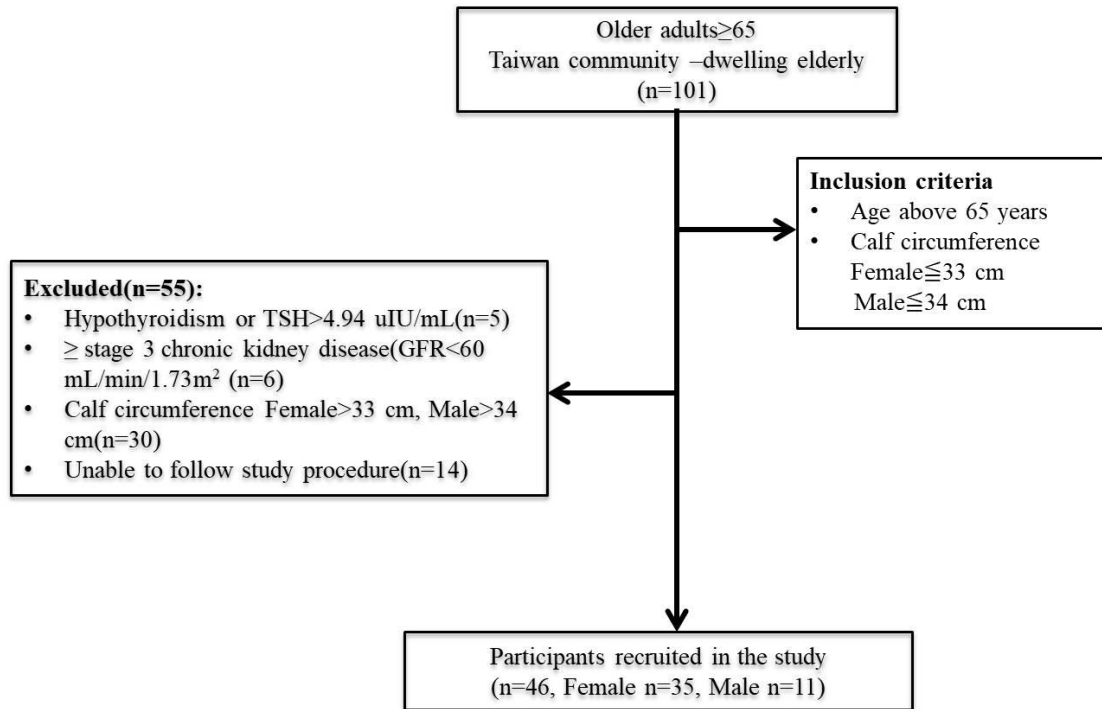 Older adults≥65
Taiwan community –dwelling elderly
(n=101)
Inclusion criteria
• Age above 65 years
• Calf circumference
Female≦33 cm
Male≦34 cm
Excluded(n=55):
• Hypothyroidism or TSH>4.94 uIU/mL(n=5)
• ≥ stage 3 chronic kidney disease(GFR<60
mL/min/1.73m² (n=6)
• Calf circumference Female>33 cm, Male>34
cm(n=30)
• Unable to follow study procedure(n=14)
Participants recruited in the study
(n=46, Female n=35, Male n=11)